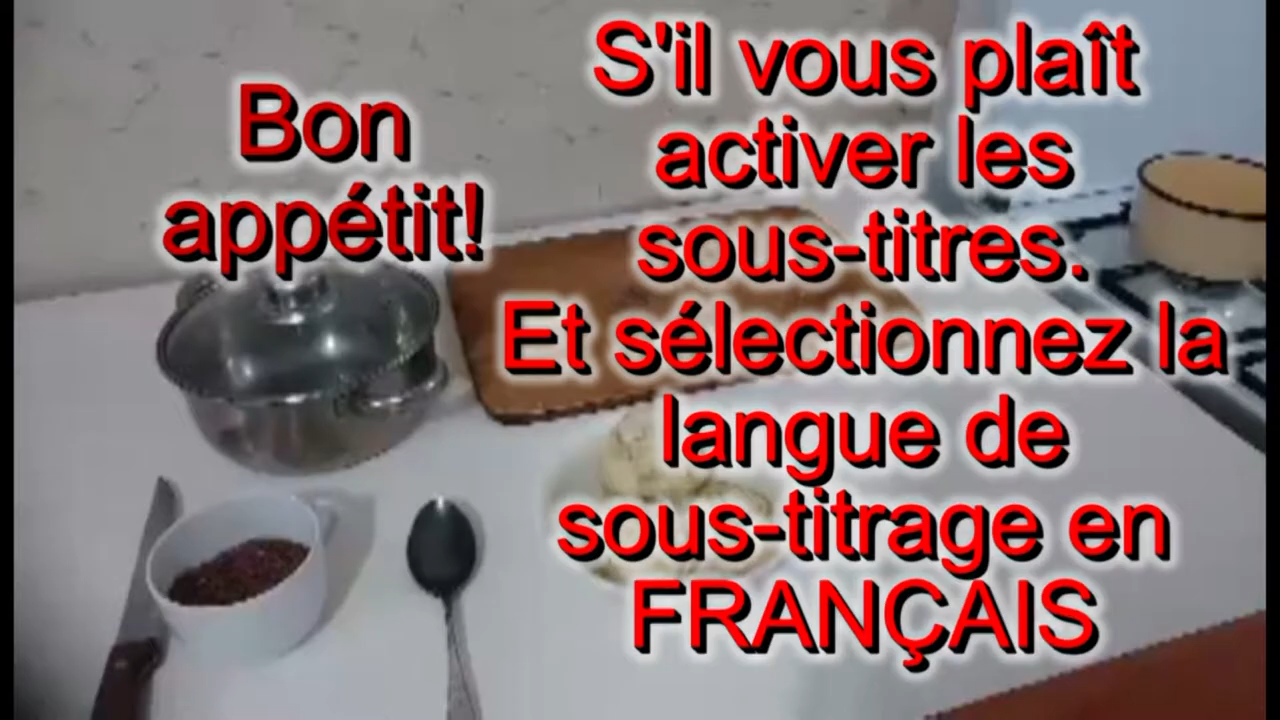 Bon
appétit!
S'il vous plaît
activer les
sous-titres.
Et sélectionnez la
langue de
sous-titrage en
FRANÇAIS